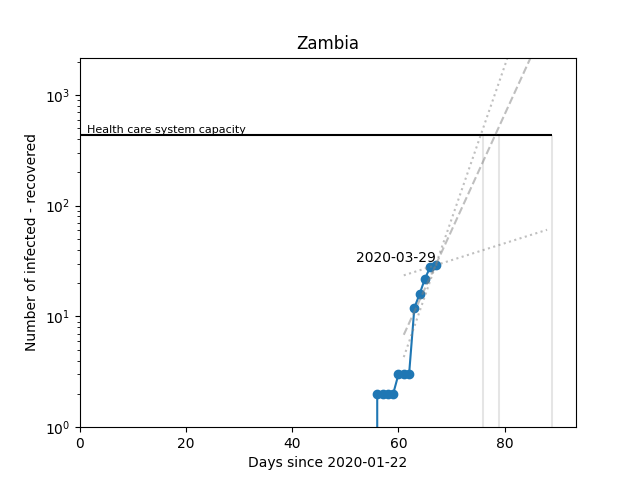 Zambia
Number of infected - recovered
10³
10²
10¹
10⁰
Health care system capacity
2020-03-29
0 20 40 60 80
Days since 2020-01-22